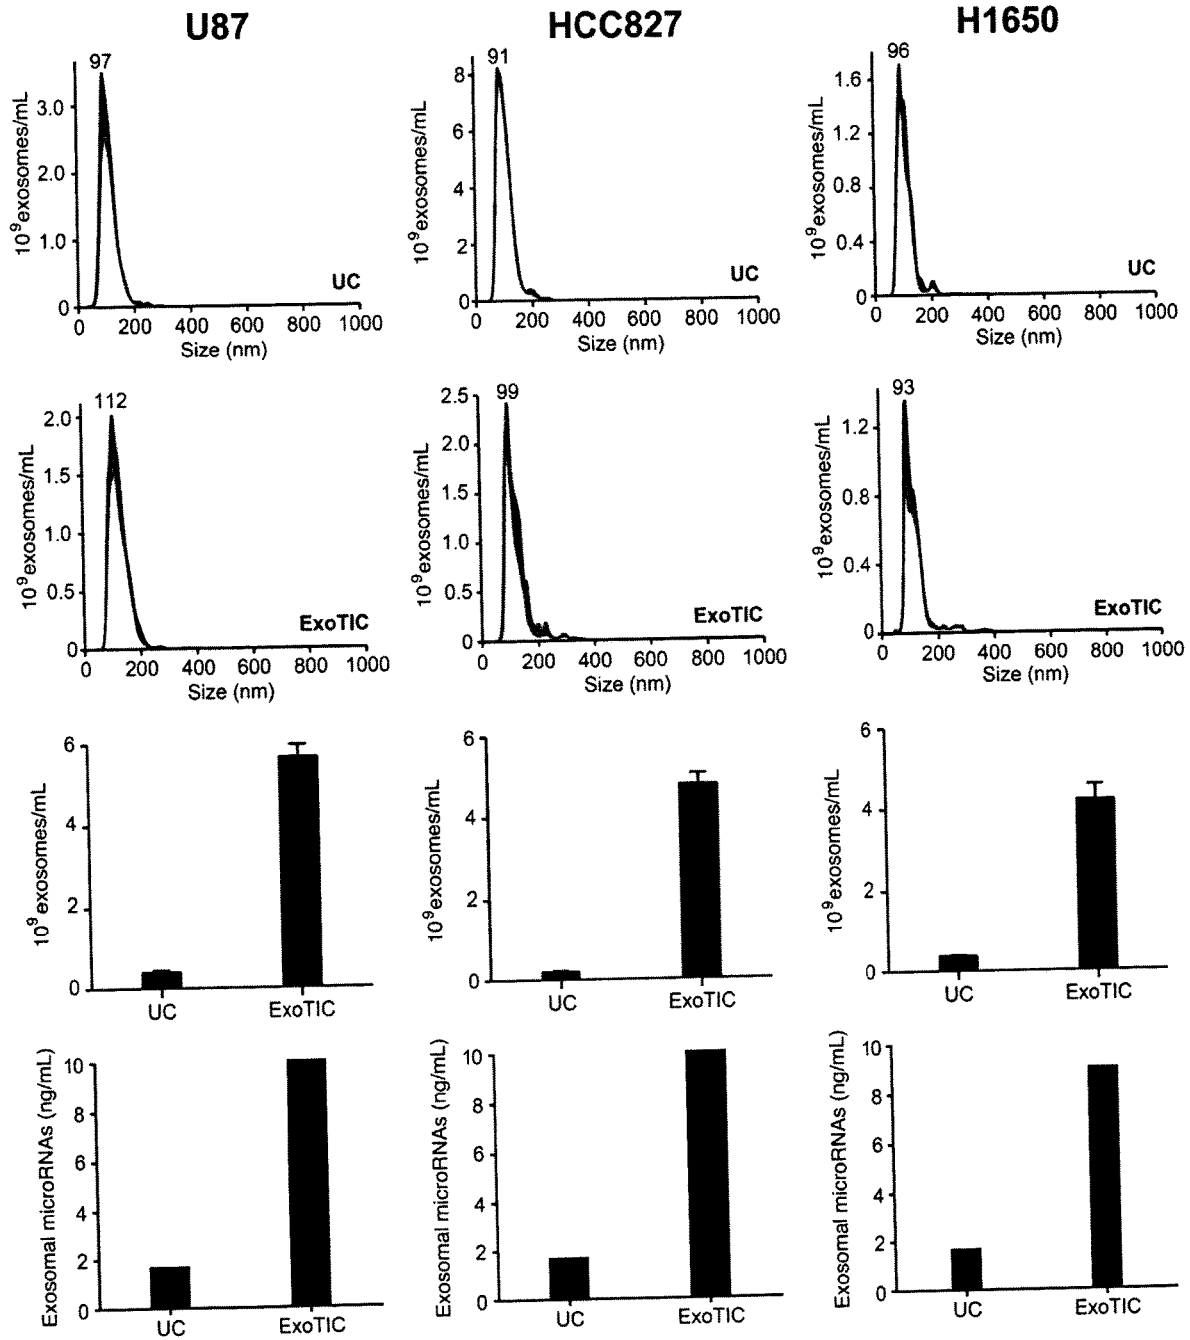 U87
HCC827
H1650
97
3.0
2.0
1.0
0
10⁹exosomes/mL
UC
0 200 400 600 800 1000
Size (nm)
91
8
6
4
2
0
10⁹exosomes/mL
UC
0 200 400 600 800 1000
Size (nm)
96
1.6
1.2
1.6
0.4
0
10⁹exosomes/mL
UC
0 200 400 600 800 1000
Size (nm)
112
2.0
1.5
1.0
0.5
0
10⁹exosomes/mL
ExoTIC
0 200 400 600 800 1000
Size (nm)
99
2.5
2.0
1.5
1.0
0.5
0
10⁹exosomes/mL
ExoTIC
0 200 400 600 800 1000
Size (nm)
93
1.2
0.8
0.4
0
10⁹exosomes/mL
ExoTIC
0 200 400 600 800 1000
Size (nm)
6
4
2
0
10⁹exosomes/mL
UC ExoTIC
6
4
2
0
10⁹exosomes/mL
UC ExoTIC
6
4
2
0
10⁹exosomes/mL
UC ExoTIC
10
8
6
4
2
0
Exosomal microRNAs (ng/mL)
UC ExoTIC
10
8
6
4
2
0
Exosomal microRNAs (ng/mL)
UC ExoTIC
10
8
6
4
2
0
Exosomal microRNAs (ng/mL)
UC ExoTIC